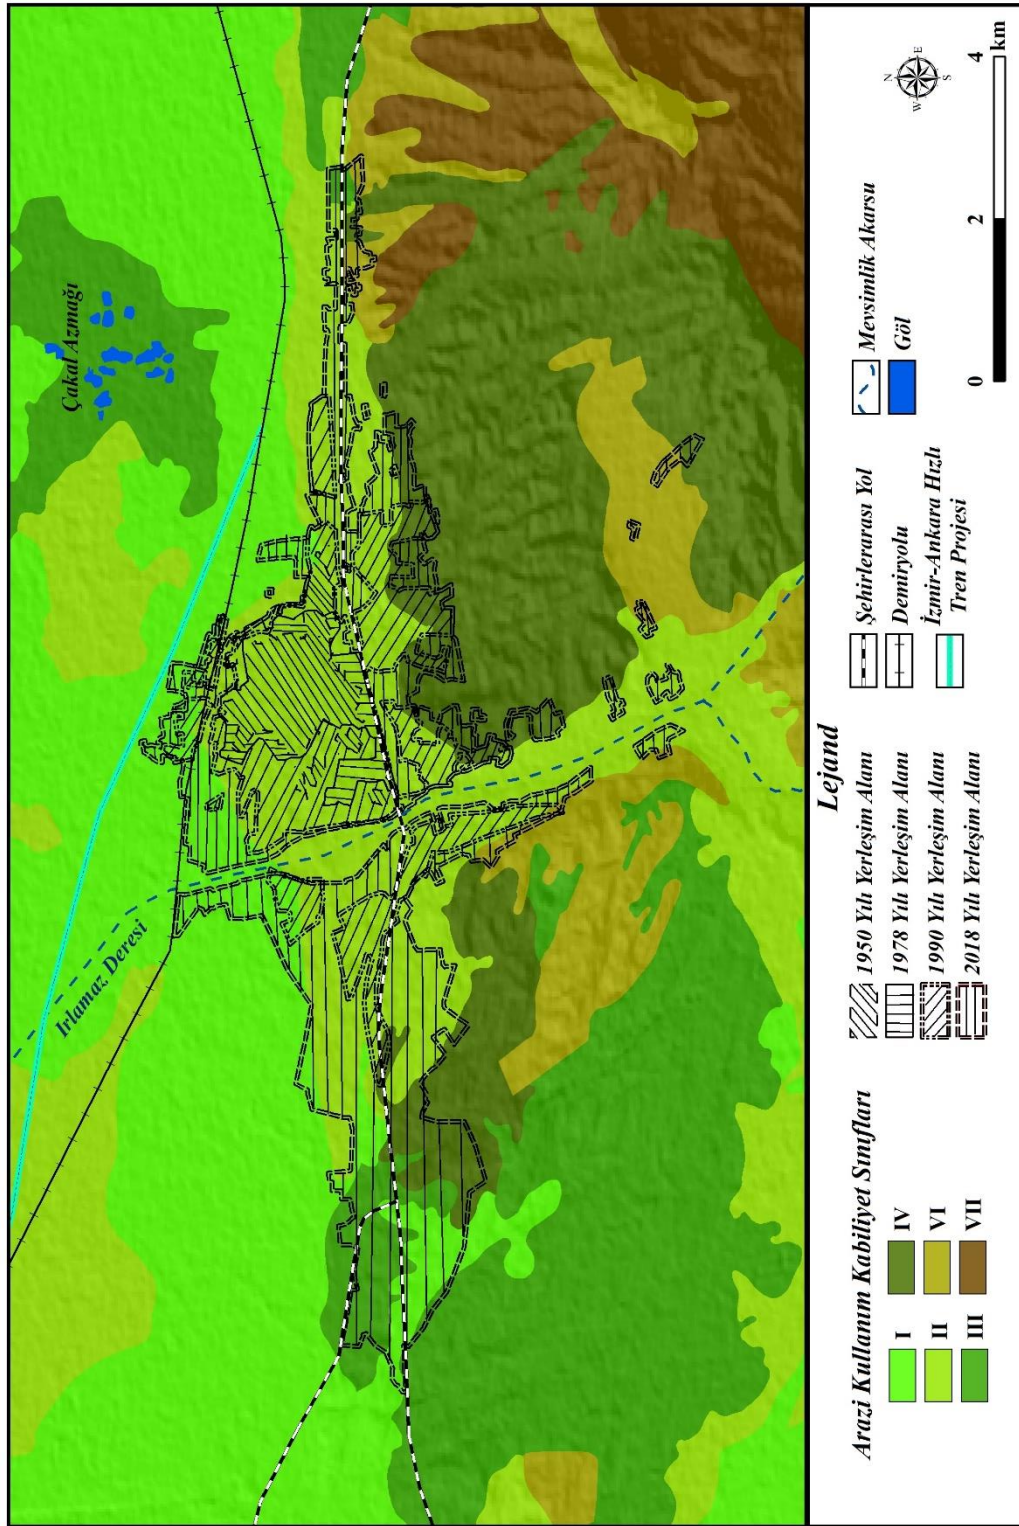 Çakal Azmağı
Irlamaz Deresi
Lejand
Arazi Kullanım Kabiliyet Sınıfları
I
II
III
IV
VI
VII
1950 Yılı Yerleşim Alanı
1978 Yılı Yerleşim Alanı
1990 Yılı Yerleşim Alanı
2018 Yılı Yerleşim Alanı
Şehirlerarası Yol
Demiryolu
İzmir-Ankara Hızlı
Tren Projesi
Mevsimlik Akarsu
Göl
N
W
E
S
0
2
4
km